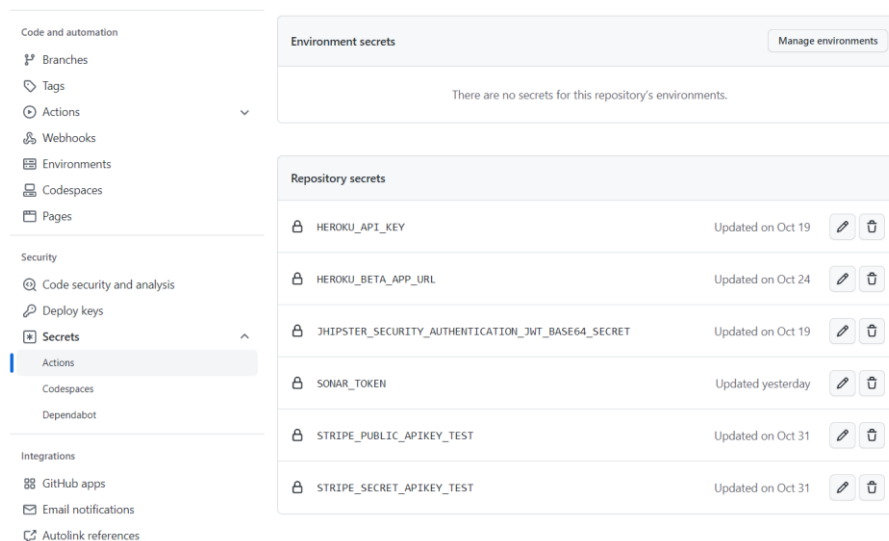 Code and automation
Branches
Tags
Actions
Webhooks
Environments
Codespaces
Pages
Security
Code security and analysis
Deploy keys
Secrets
Actions
Codespaces
Dependabot
Integrations
GitHub apps
Email notifications
Autolink references
Environment secrets Manage environments
There are no secrets for this repository's environments.
Repository secrets
HEROKU_API_KEY Updated on Oct 19
HEROKU_BETA_APP_URL Updated on Oct 24
JHIPSTER_SECURITY_AUTHENTICATION_JWT_BASE64_SECRET Updated on Oct 19
SONAR_TOKEN Updated yesterday
STRIPE_PUBLIC_APIKEY_TEST Updated on Oct 31
STRIPE_SECRET_APIKEY_TEST Updated on Oct 31